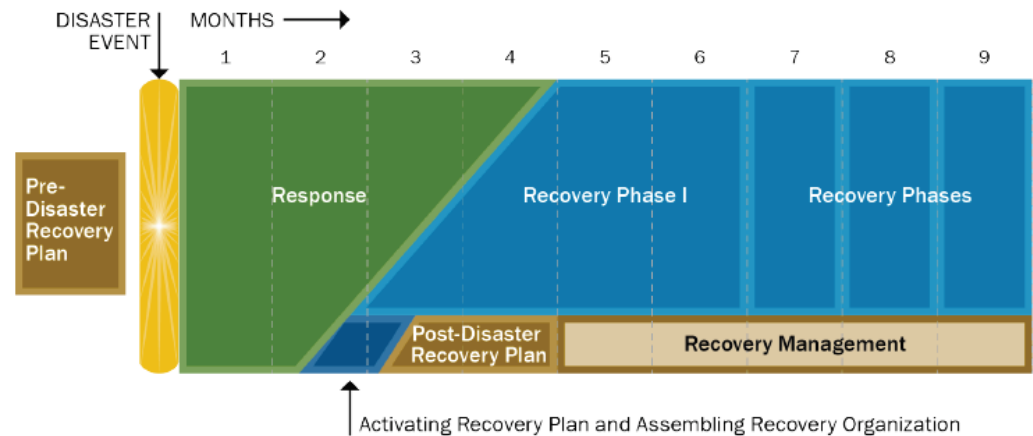 DISASTER
EVENT
MONTHS
1 2 3 4 5 6 7 8 9
Pre-
Disaster
Recovery
Plan
Response
Recovery Phase I
Recovery Phases
Post-Disaster
Recovery Plan
Recovery Management
Activating Recovery Plan and Assembling Recovery Organization